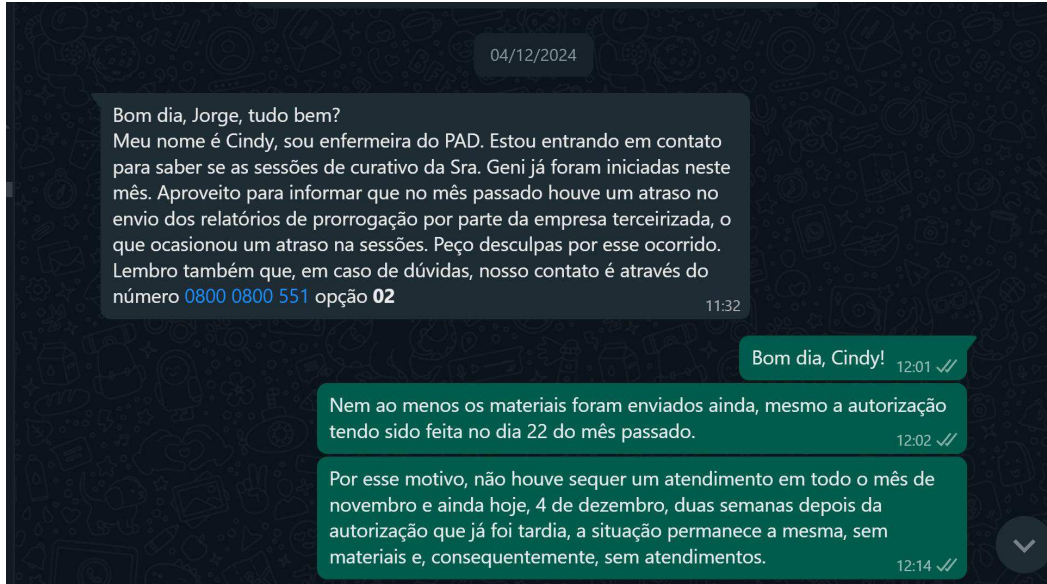 04/12/2024
Bom dia, Jorge, tudo bem?
Meu nome é Cindy, sou enfermeira do PAD. Estou entrando em contato
para saber se as sessões de curativo da Sra. Geni já foram iniciadas neste
mês. Aproveito para informar que no mês passado houve um atraso no
envio dos relatórios de prorrogação por parte da empresa terceirizada, o
que ocasionou um atraso na sessões. Peço desculpas por esse ocorrido.
Lembro também que, em caso de dúvidas, nosso contato é através do
número 0800 0800 551 opção 02
11:32
Bom dia, Cindy! 12:01
Nem ao menos os materiais foram enviados ainda, mesmo a autorização
tendo sido feita no dia 22 do mês passado.
12:02
Por esse motivo, não houve sequer um atendimento em todo o mês de
novembro e ainda hoje, 4 de dezembro, duas semanas depois da
autorização que já foi tardia, a situação permanece a mesma, sem
materiais e, consequentemente, sem atendimentos.
12:14